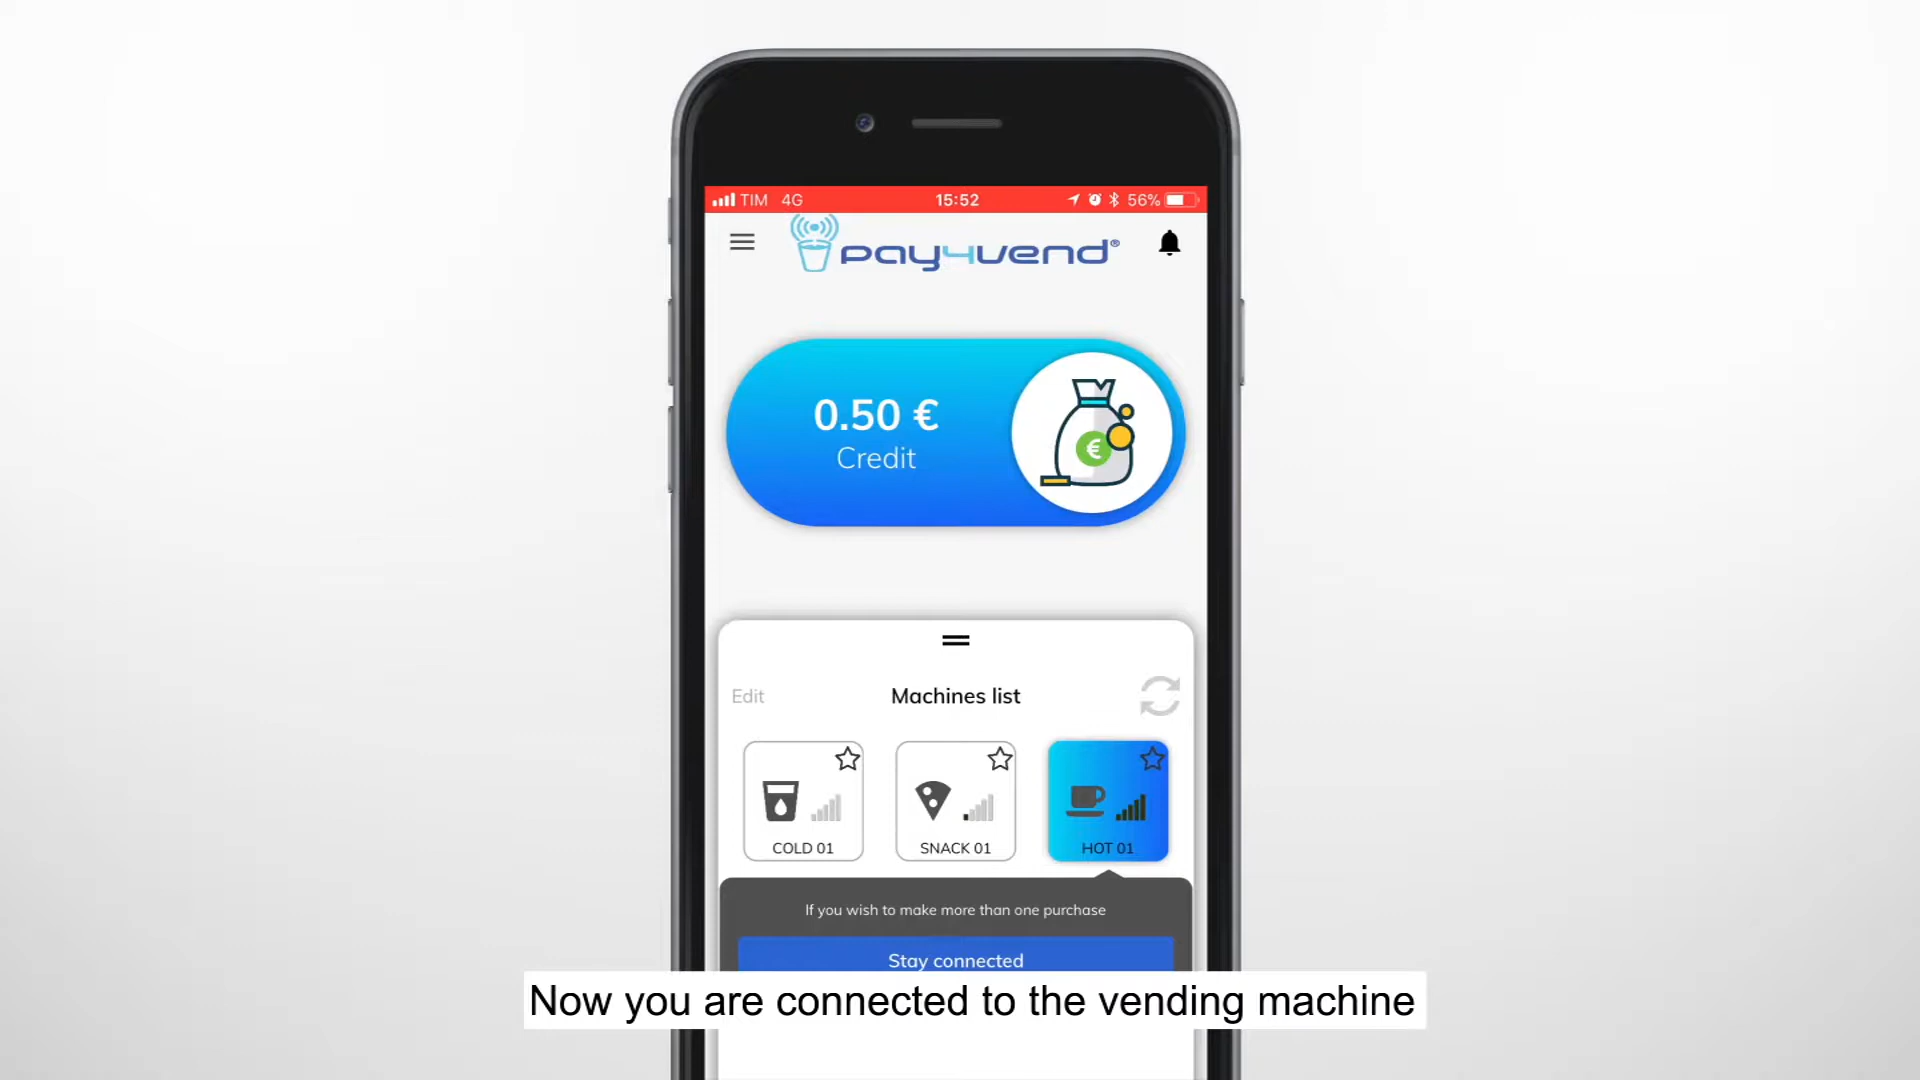 TIM 4G 15:52 56%
pay4vend®
0.50 €
Credit
Edit Machines list
COLD 01 SNACK 01 HOT 01
If you wish to make more than one purchase
Stay connected
Now you are connected to the vending machine